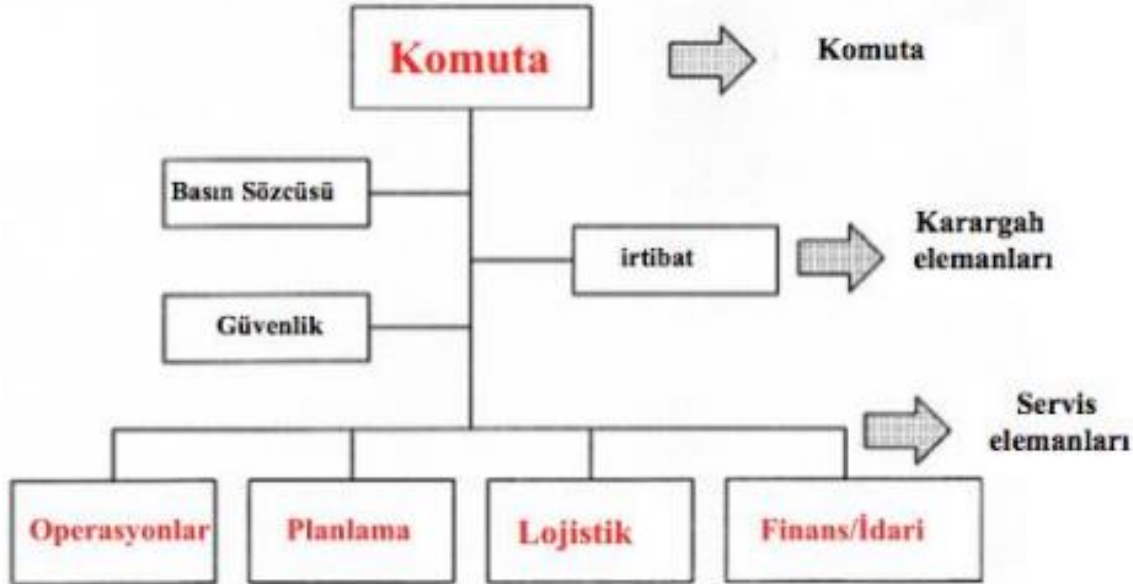 Komuta
Komuta
Basın Sözcüsü
irtibat
Karargah
elemanları
Güvenlik
Servis
elemanları
Operasyonlar
Planlama
Lojistik
Finans/İdari